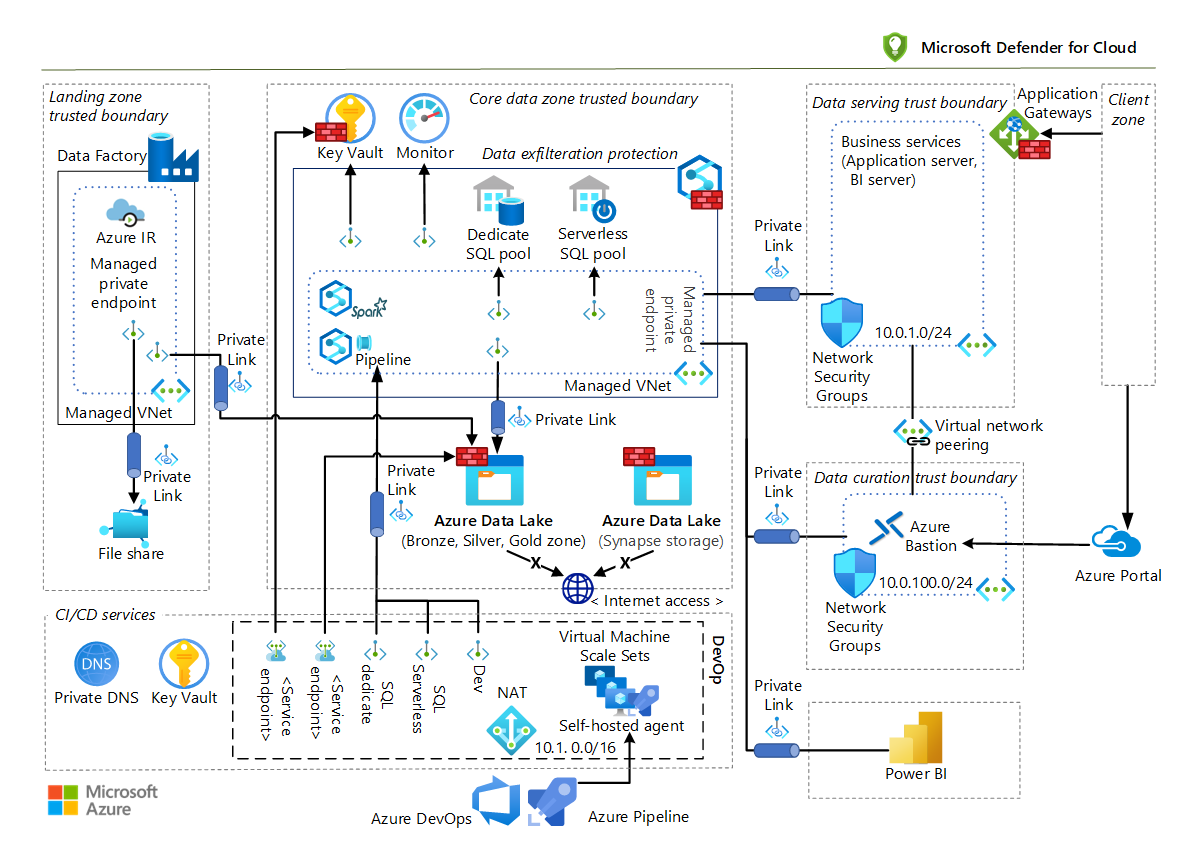 Microsoft Defender for Cloud
Landing zone
trusted boundary
Data Factory
Azure IR
Managed
private
endpoint
Managed VNet
Private
Link
Private
Link
File share
Core data zone trusted boundary
Key Vault
Monitor
Data exfilteration protection
Dedicate
SQL pool
Serverless
SQL pool
Spark
Pipeline
Managed
private
endpoint
Managed VNet
Private Link
Private
Link
Azure Data Lake
(Bronze, Silver, Gold zone)
Azure Data Lake
(Synapse storage)
X
X
< Internet access >
Data serving trust boundary
Business services
(Application server,
BI server)
Application
Gateways
Client
zone
Private
Link
10.0.1.0/24
Network
Security
Groups
Virtual network
peering
Data curation trust boundary
Private
Link
Azure
Bastion
10.0.100.0/24
Network
Security
Groups
Azure Portal
Private
Link
Power BI
CI/CD services
DNS
Private DNS
Key Vault
<Service
endpoint>
<Service
endpoint>
SQL
dedicate
SQL
Serverless
Dev
NAT
Virtual Machine
Scale Sets
Self-hosted agent
10.1. 0.0/16
DevOp
Microsoft
Azure
Azure DevOps
Azure Pipeline